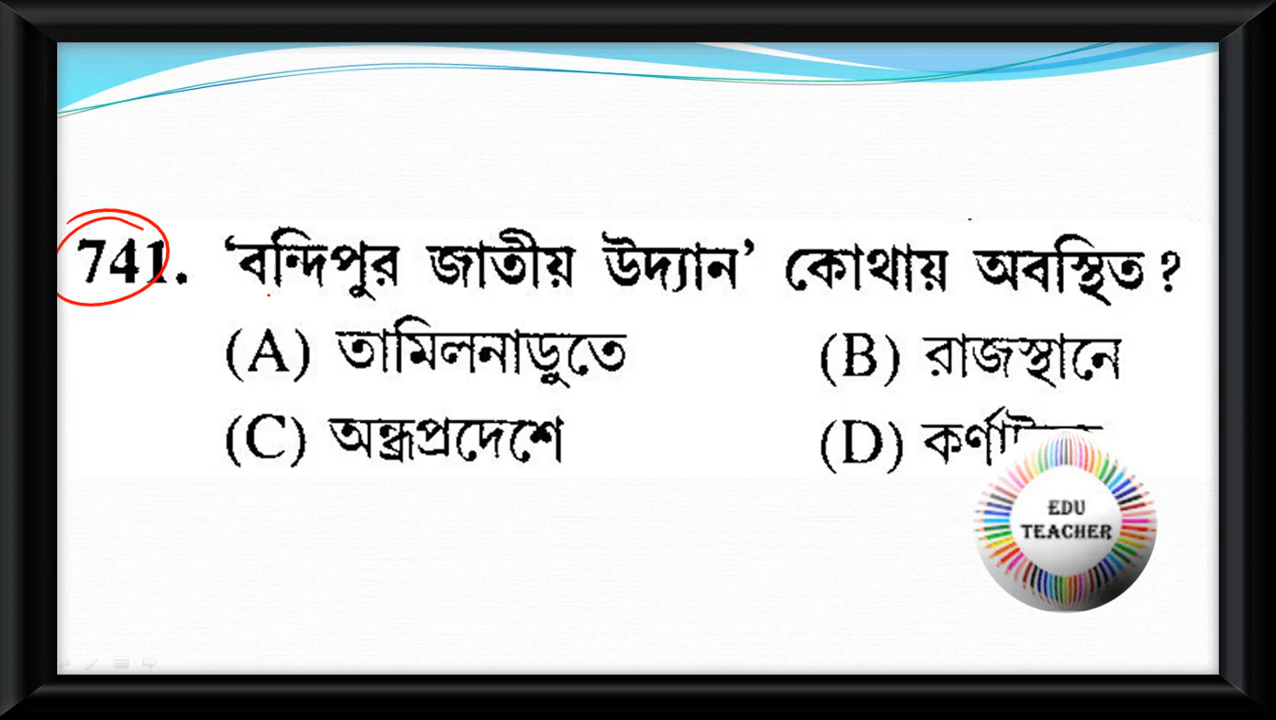 741. ‘বন্দিপুর জাতীয় উদ্যান’ কোথায় অবস্থিত ?
(A) তামিলনাড়ুতে (B) রাজস্থানে
(C) অন্ধ্রপ্রদেশে (D)
EDU
TEACHER